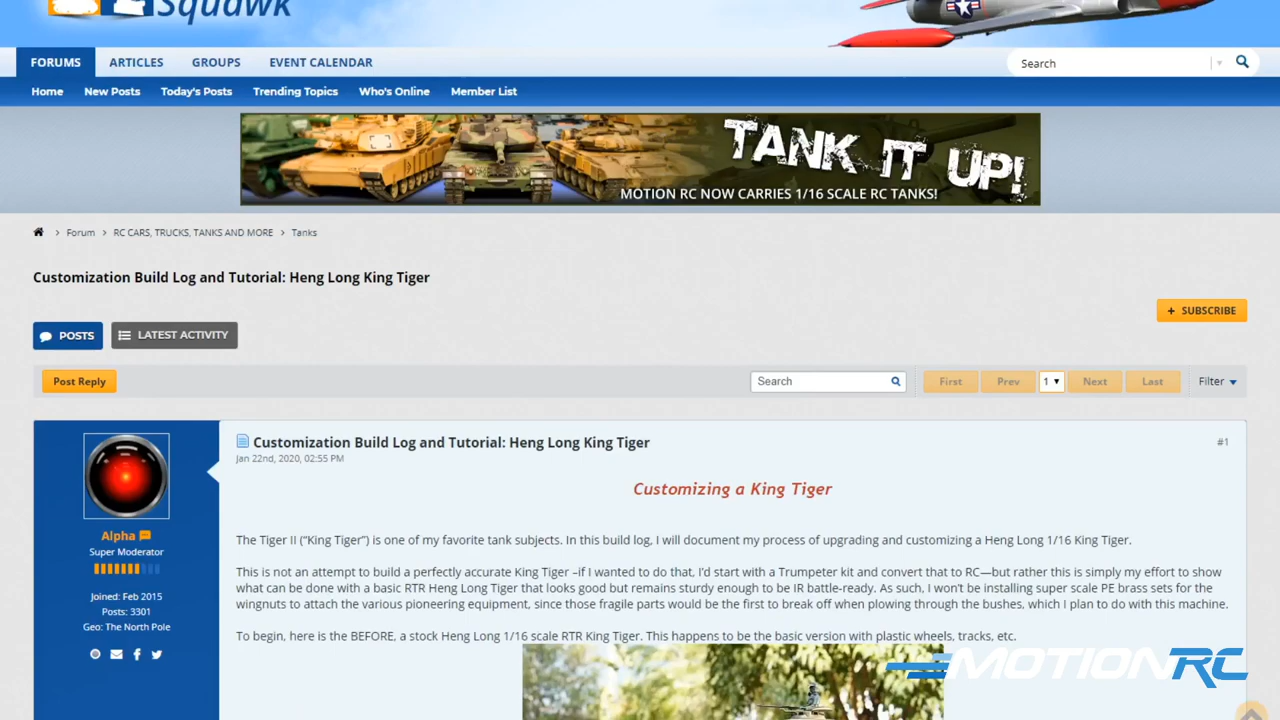 Squawk
FORUMS ARTICLES GROUPS EVENT CALENDAR
Search
Home New Posts Today's Posts Trending Topics Who's Online Member List
TANK IT UP!
MOTION RC NOW CARRIES 1/16 SCALE RC TANKS!
> Forum > RC CARS, TRUCKS, TANKS AND MORE > Tanks
Customization Build Log and Tutorial: Heng Long King Tiger
+ SUBSCRIBE
POSTS LATEST ACTIVITY
Post Reply Search First Prev 1 Next Last Filter
Customization Build Log and Tutorial: Heng Long King Tiger #1
Jan 22nd, 2020, 02:55 PM
Customizing a King Tiger
Alpha
Super Moderator
Joined: Feb 2015
Posts: 3301
Geo: The North Pole
The Tiger II ("King Tiger") is one of my favorite tank subjects. In this build log, I will document my process of upgrading and customizing a Heng Long 1/16 King Tiger.
This is not an attempt to build a perfectly accurate King Tiger –if I wanted to do that, I'd start with a Trumpeter kit and convert that to RC—but rather this is simply my effort to show
what can be done with a basic RTR Heng Long Tiger that looks good but remains sturdy enough to be IR battle-ready. As such, I won't be installing super scale PE brass sets for the
wingnuts to attach the various pioneering equipment, since those fragile parts would be the first to break off when plowing through the bushes, which I plan to do with this machine.
To begin, here is the BEFORE, a stock Heng Long 1/16 scale RTR King Tiger. This happens to be the basic version with plastic wheels, tracks, etc.
MOTION RC